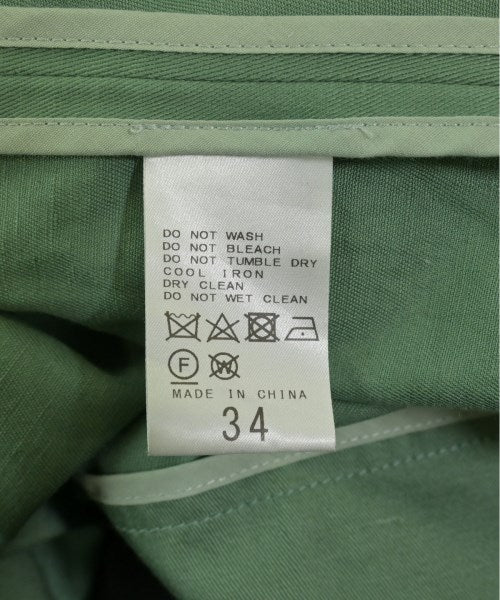 DO NOT WASH
DO NOT BLEACH
DO NOT TUMBLE DRY
COOL IRON
DRY CLEAN
DO NOT WET CLEAN
F W
MADE IN CHINA
34